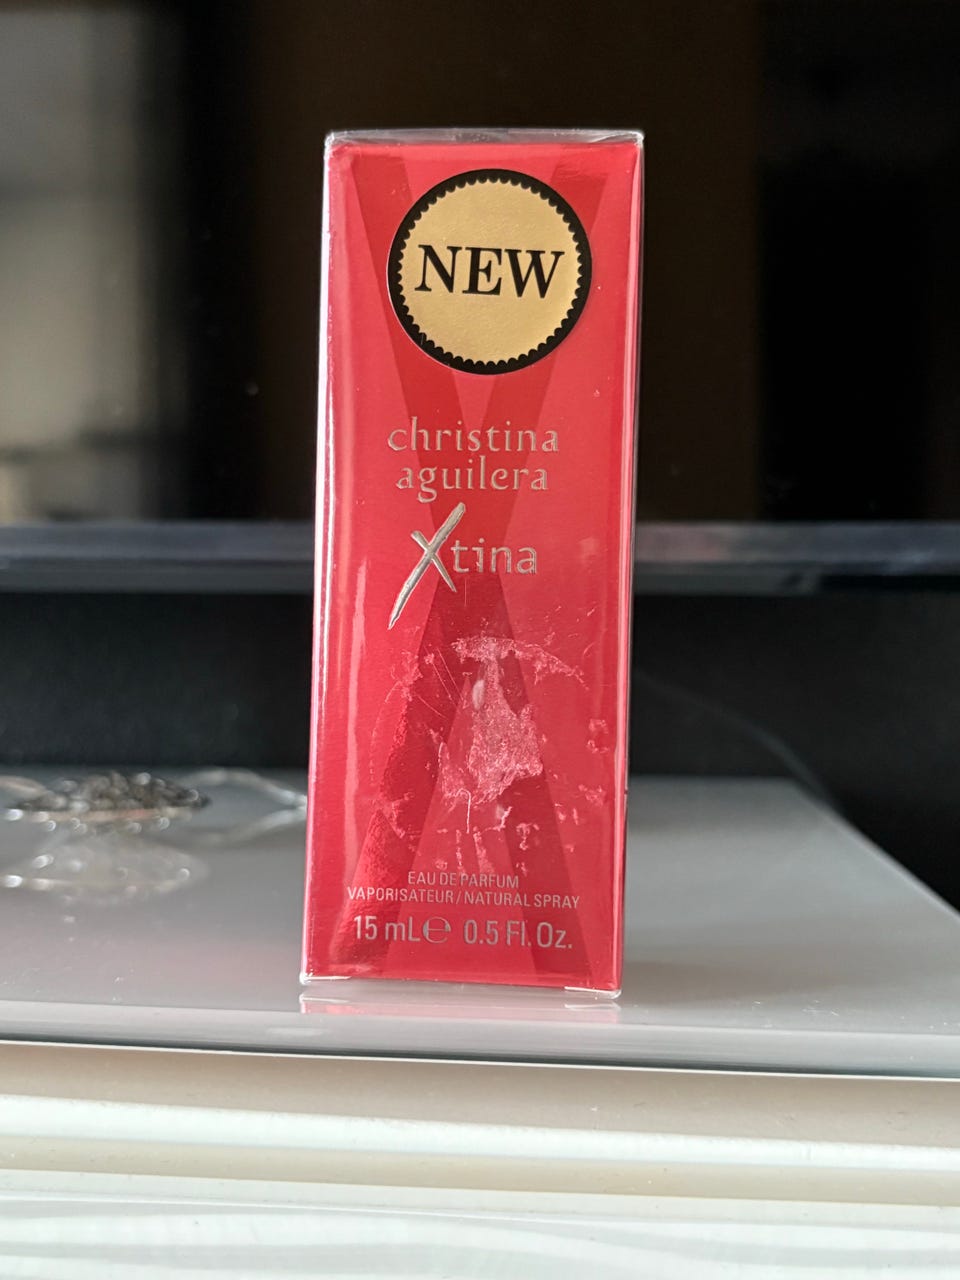 NEW
christina
aguilera
Xtina
EAU DE PARFUM
VAPORISATEUR / NATURAL SPRAY
15 mL ℮ 0.5 Fl. Oz.